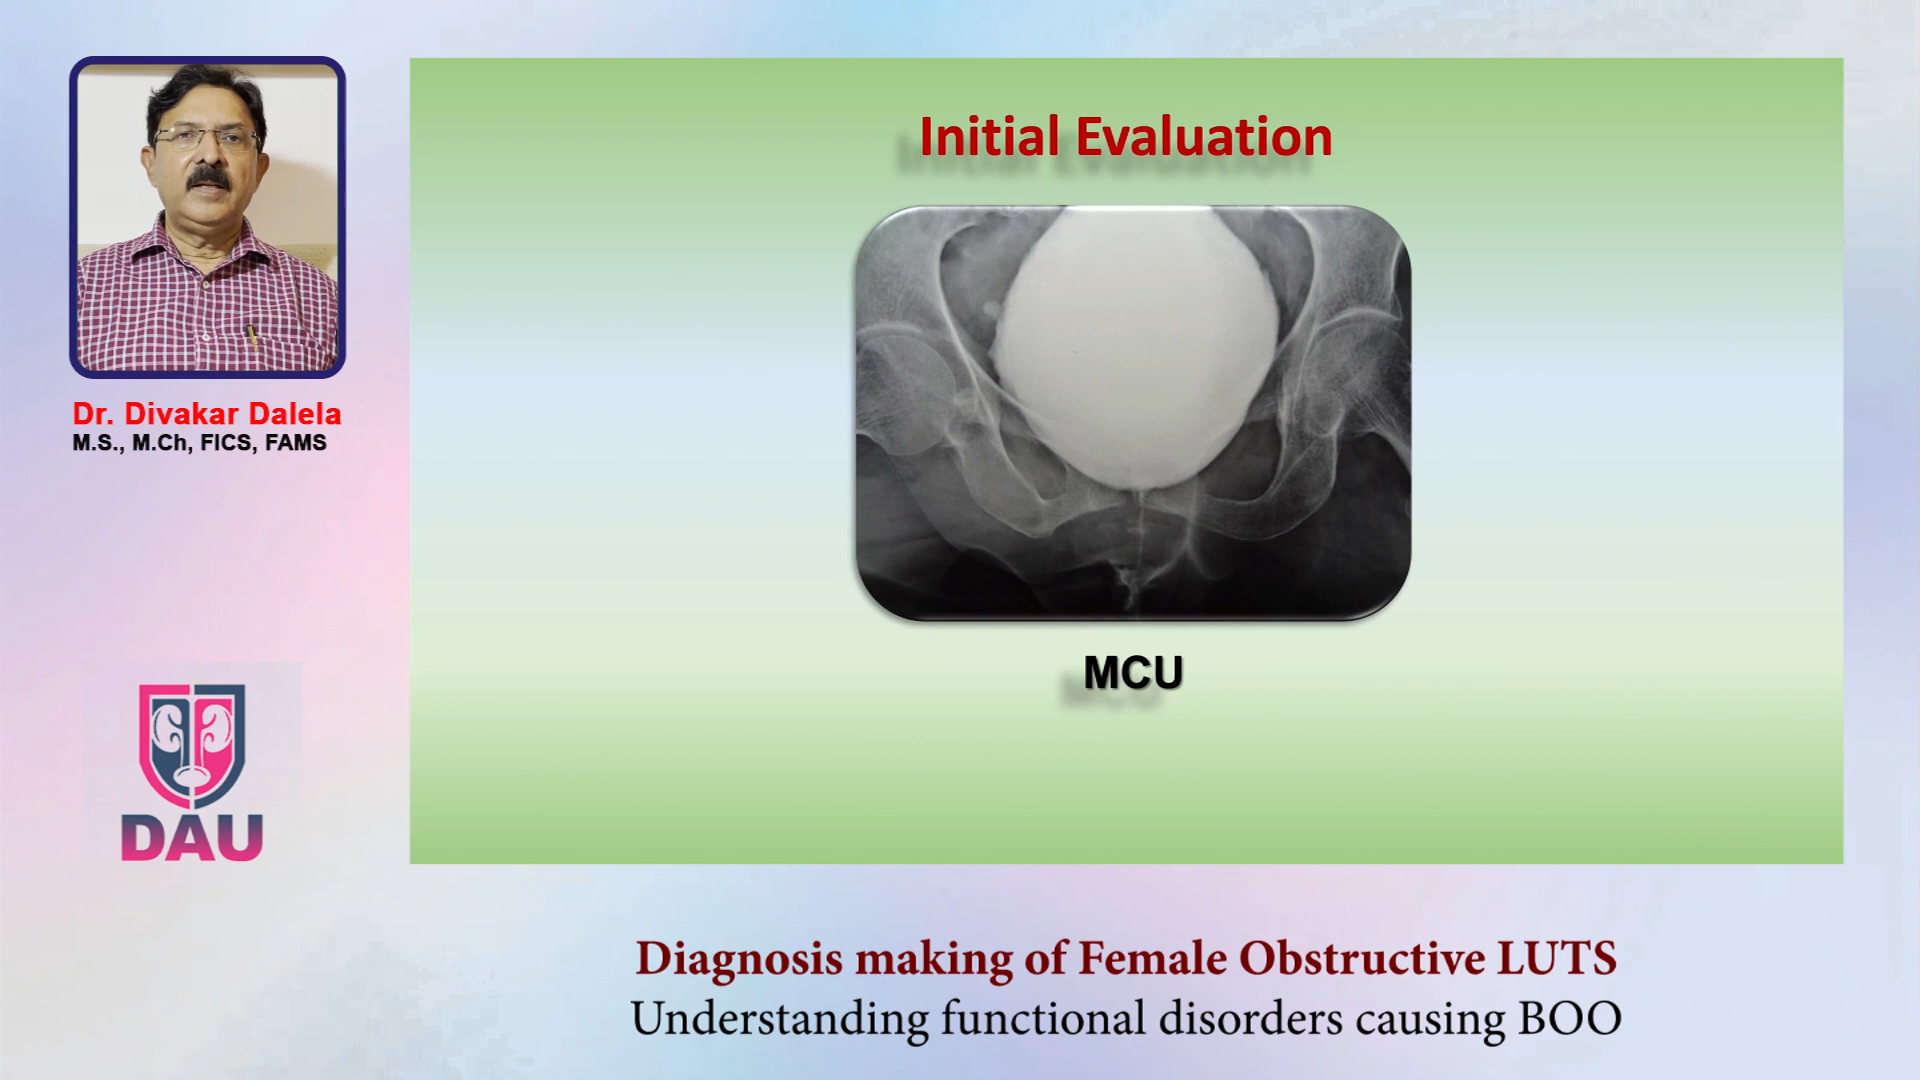 Initial Evaluation
MCU
Dr. Divakar Dalela
M.S., M.Ch, FICS, FAMS
DAU
Diagnosis making of Female Obstructive LUTS
Understanding functional disorders causing BOO